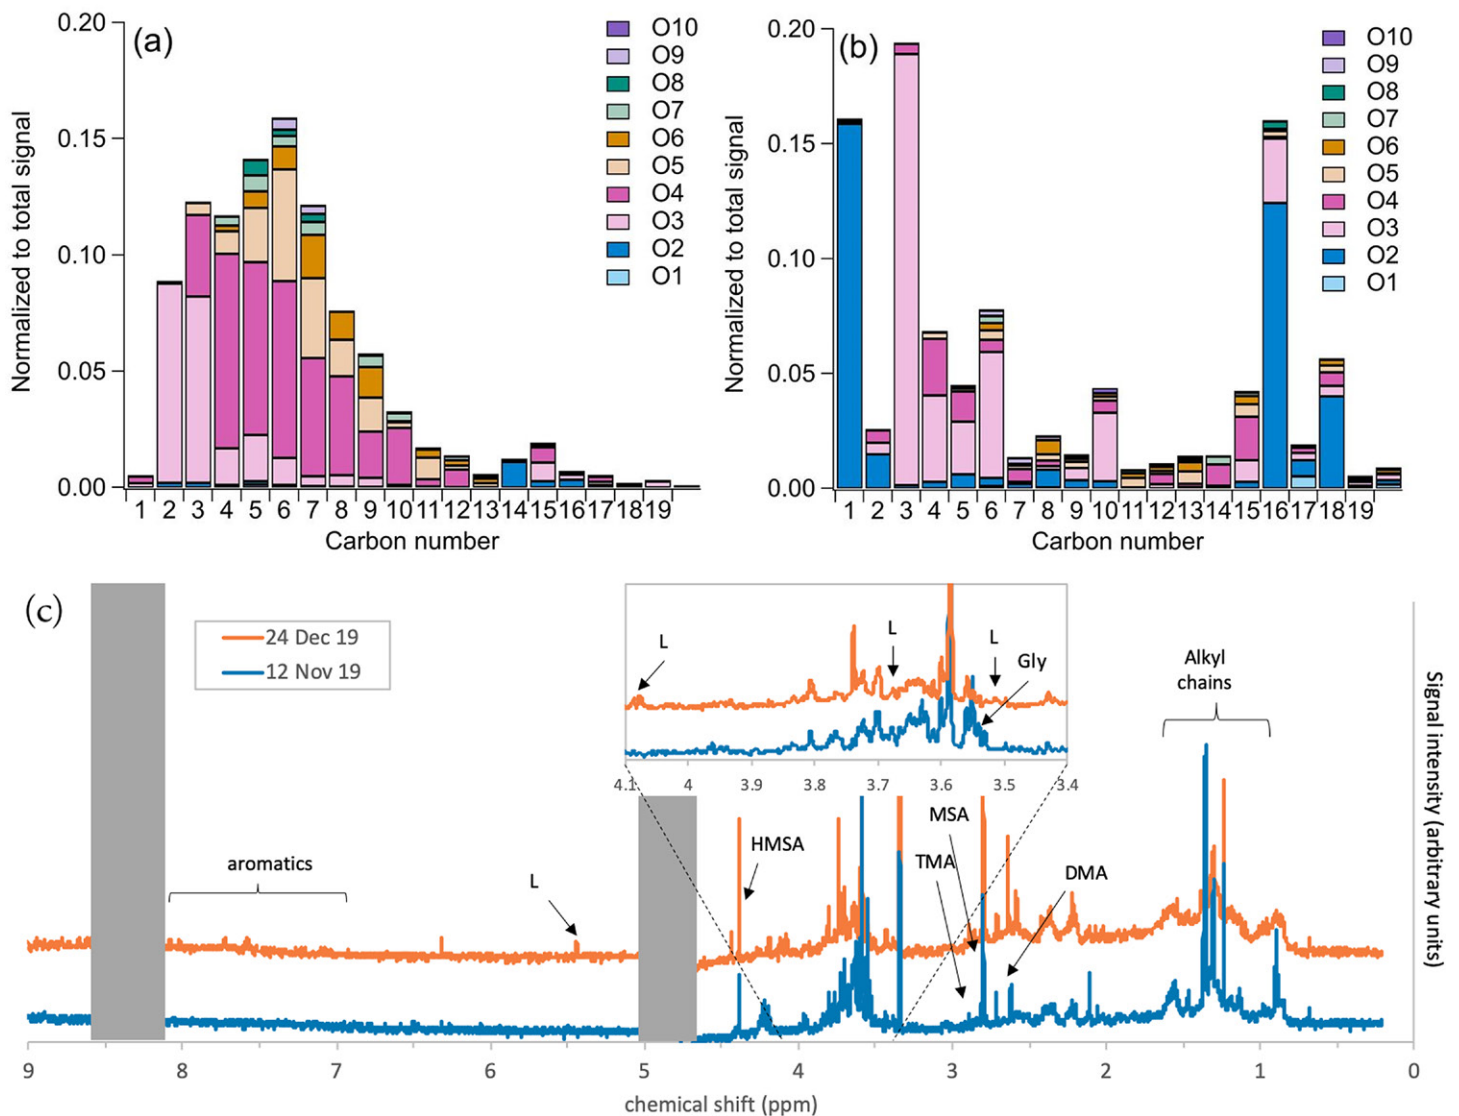 (a)
0.20
0.15
0.10
0.05
0.00
Normalized to total signal
O10
O9
O8
O7
O6
O5
O4
O3
O2
O1
1 2 3 4 5 6 7 8 9 10 11 12 13 14 15 16 17 18 19
Carbon number
(b)
0.20
0.15
0.10
0.05
0.00
Normalized to total signal
O10
O9
O8
O7
O6
O5
O4
O3
O2
O1
1 2 3 4 5 6 7 8 9 10 11 12 13 14 15 16 17 18 19
Carbon number
(c)
24 Dec 19
12 Nov 19
L
L
L
Gly
4.1 4 3.9 3.8 3.7 3.6 3.5 3.4
Alkyl
chains
aromatics
L
HMSA
MSA
TMA
DMA
Signal intensity (arbitrary units)
9 8 7 6 5 4 3 2 1 0
chemical shift (ppm)